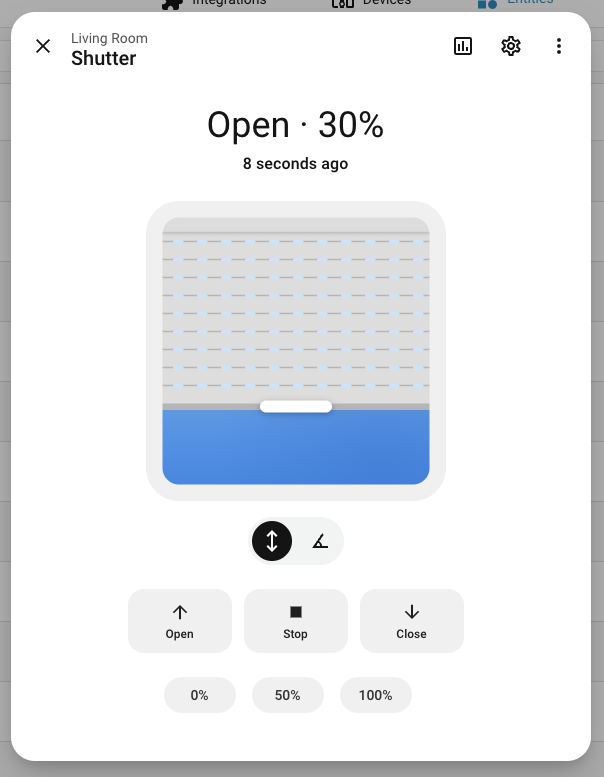 Integrations
Devices
Entities
Living Room
Shutter
Open · 30%
8 seconds ago
Open
Stop
Close
0%
50%
100%